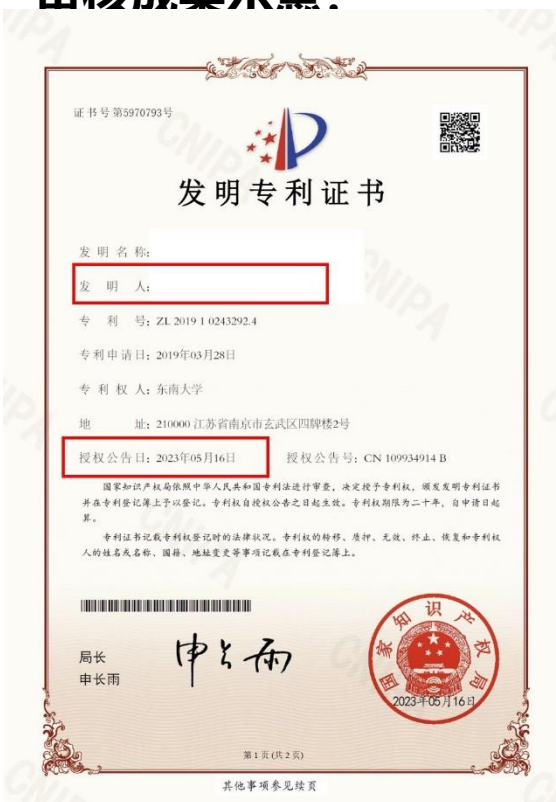 审核成果示意：
证书号第5970793号
发明专利证书
发 明 名 称：
发 明 人：
专 利 号：ZL 2019 1 0243292.4
专利申请日：2019年03月28日
专 利 权 人：东南大学
地 址：210000 江苏省南京市玄武区四牌楼2号
授权公告日：2023年05月16日 授权公告号：CN 109934914 B
国家知识产权局依照中华人民共和国专利法进行审查，决定授予专利权，颁发发明专利证书
并在专利登记簿上予以登记。专利权自授权公告之日起生效。专利权期限为二十年，自申请日起
算。
专利证书记载专利权登记时的法律状况。专利权的转移、质押、无效、终止、恢复和专利权
人的姓名或名称、国籍、地址变更等事项记载在专利登记簿上。
局长
申长雨
申长雨
国家知识产权局
2023年05月16日
第 1 页 (共 2 页)
其他事项参见续页
CNIPA